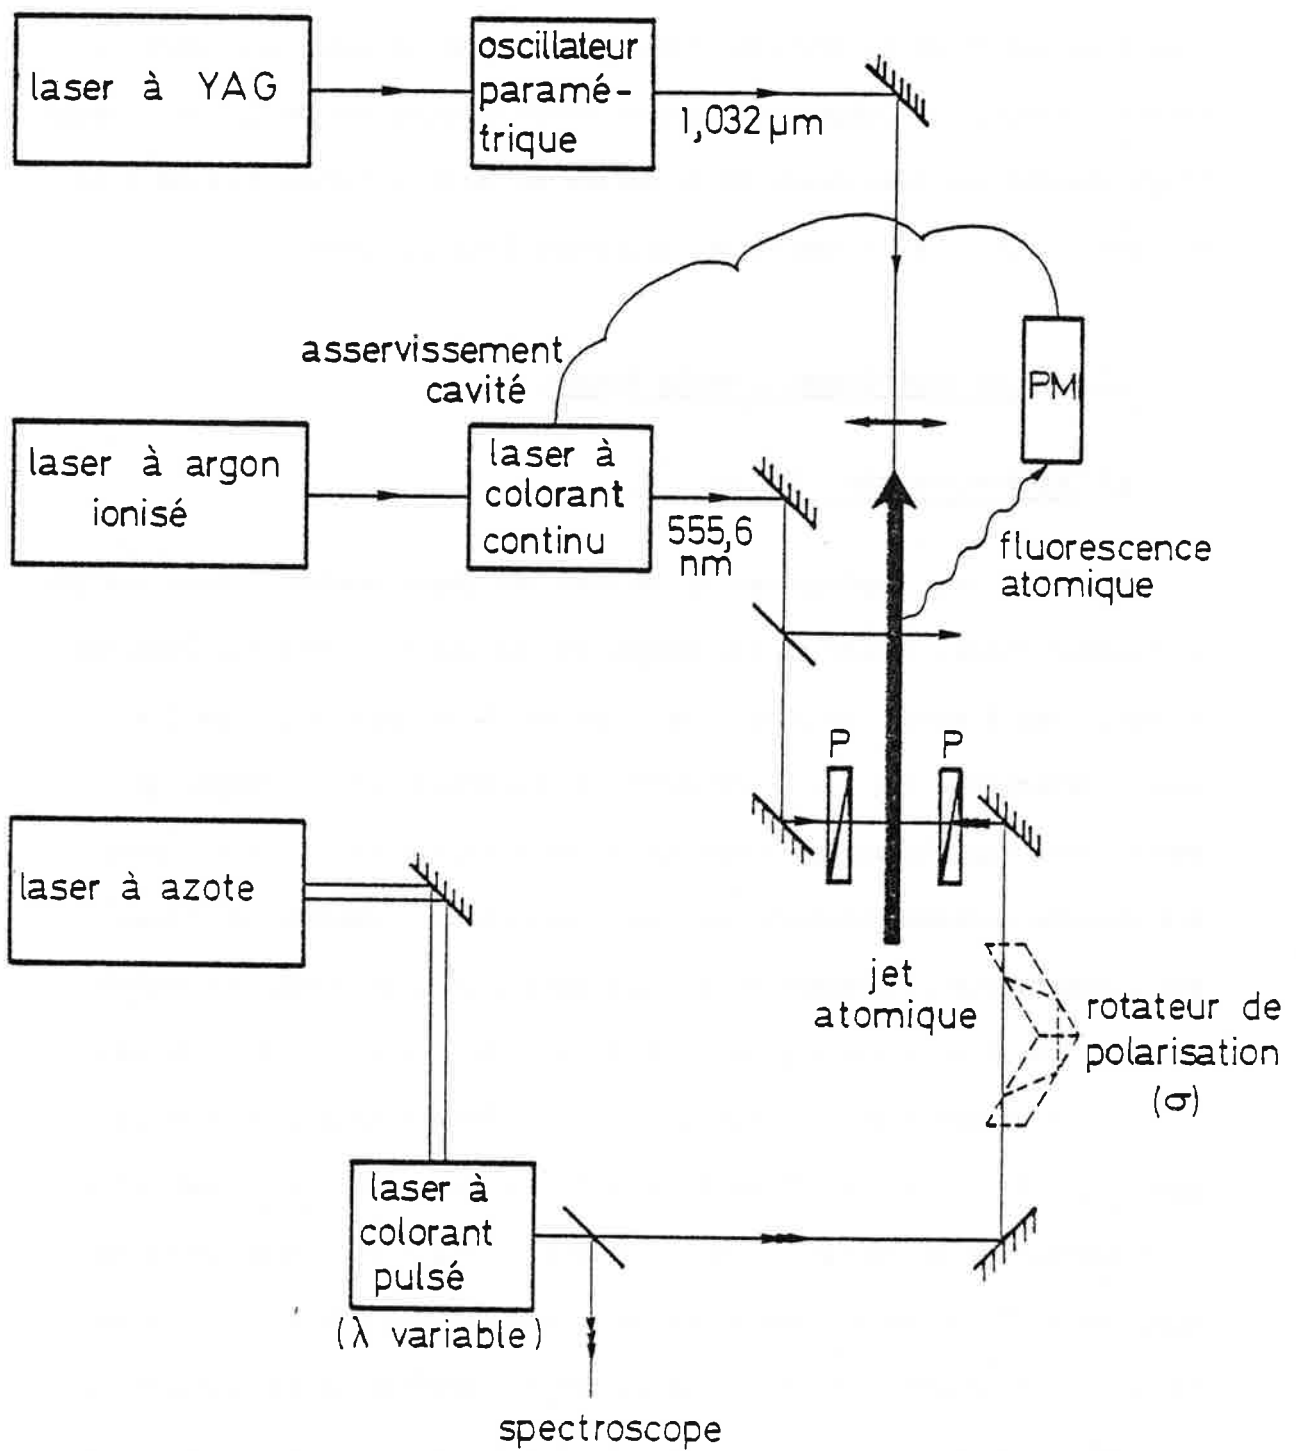 laser à YAG
oscillateur
paramé-
trique
1,032 µm
asservissement
cavité
PM
laser à argon
ionisé
laser à
colorant
continu
555,6
nm
fluorescence
atomique
P P
laser à azote
jet
atomique
rotateur de
polarisation
(σ)
laser à
colorant
pulsé
(λ variable)
spectroscope